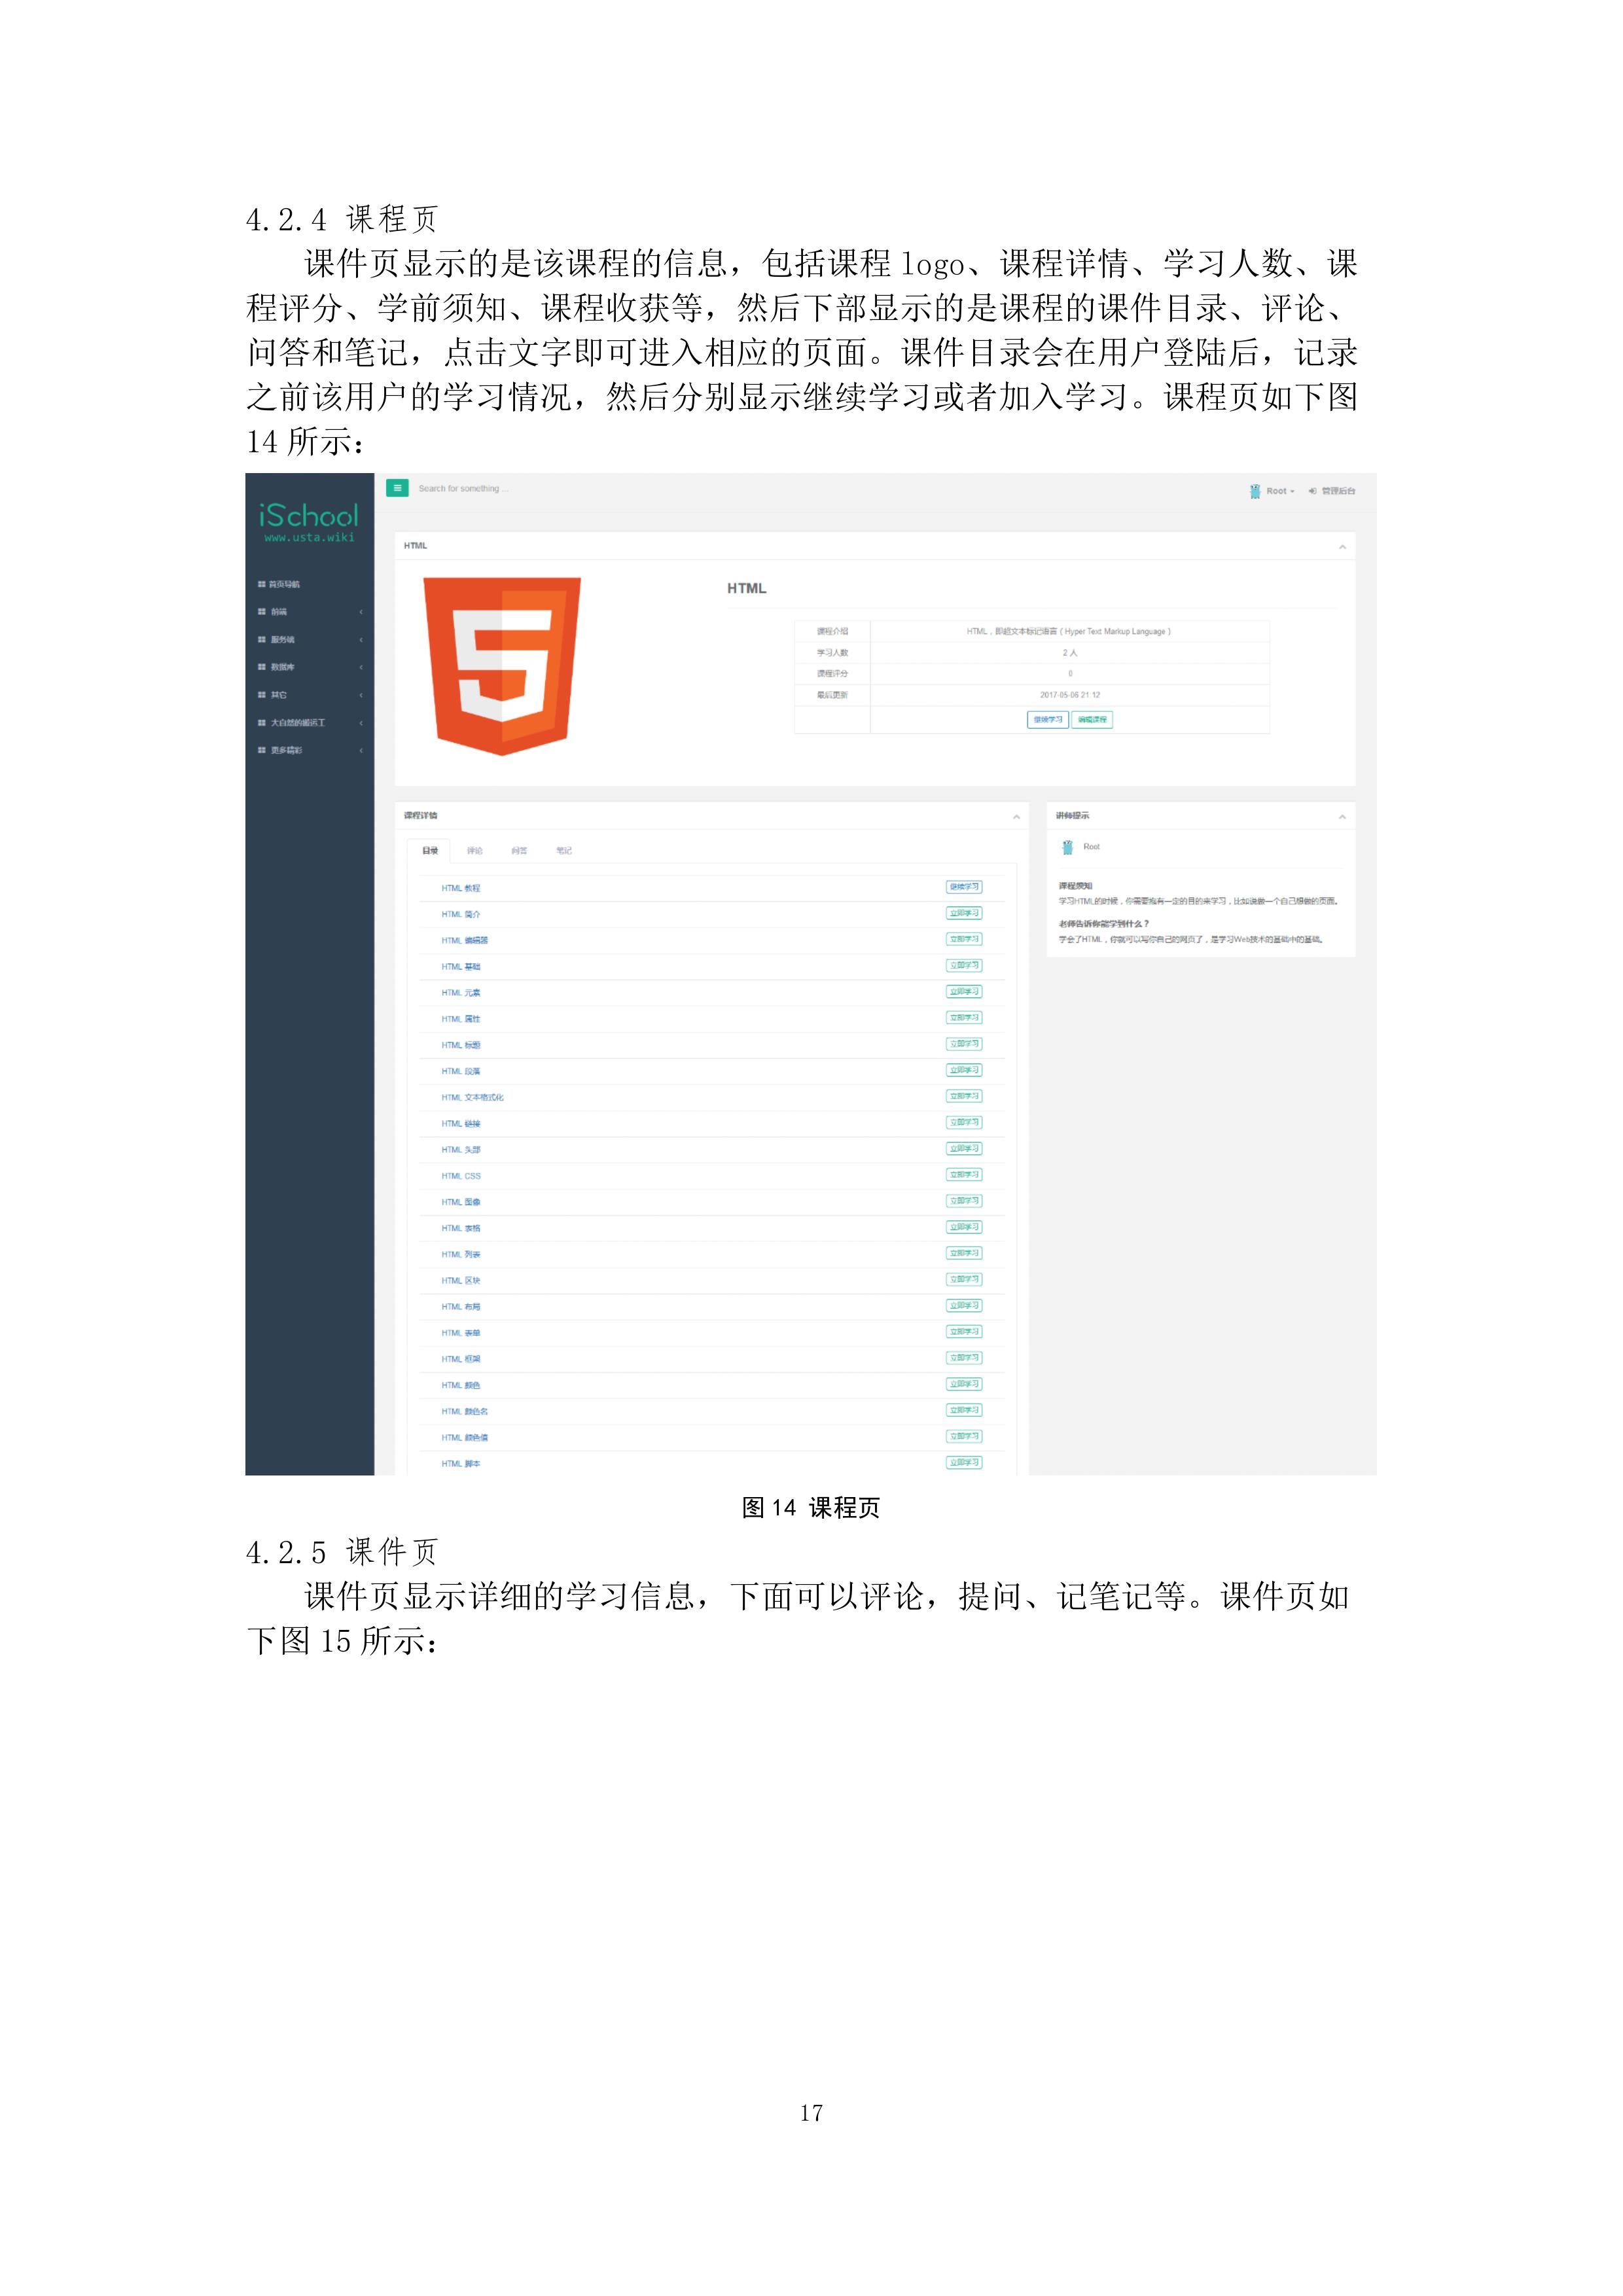 4.2.4 课程页
课件页显示的是该课程的信息，包括课程 logo、课程详情、学习人数、课
程评分、学前须知、课程收获等，然后下部显示的是课程的课件目录、评论、
问答和笔记，点击文字即可进入相应的页面。课件目录会在用户登陆后，记录
之前该用户的学习情况，然后分别显示继续学习或者加入学习。课程页如下图
14 所示：
iSchool
www.usta.wiki
首页导航
前端
服务端
数据库
其它
大自然的搬运工
更多精彩
Search for something ...
Root
管理后台
HTML
HTML
课程介绍 HTML，即超文本标记语言（Hyper Text Markup Language）
学习人数 2 人
课程评分 0
最后更新 2017-05-06 21:12
继续学习 编辑课程
课程详情
目录 评论 问答 笔记
HTML 教程 继续学习
HTML 简介 立即学习
HTML 编辑器 立即学习
HTML 基础 立即学习
HTML 元素 立即学习
HTML 属性 立即学习
HTML 标题 立即学习
HTML 段落 立即学习
HTML 文本格式化 立即学习
HTML 链接 立即学习
HTML 头部 立即学习
HTML CSS 立即学习
HTML 图像 立即学习
HTML 表格 立即学习
HTML 列表 立即学习
HTML 区块 立即学习
HTML 布局 立即学习
HTML 表单 立即学习
HTML 框架 立即学习
HTML 颜色 立即学习
HTML 颜色名 立即学习
HTML 颜色值 立即学习
HTML 脚本 立即学习
讲师提示
Root
课程须知
学习HTML的时候，你需要抱有一定的目的来学习，比如说做一个自己想做的页面。
老师告诉你能学到什么？
学会了HTML，你就可以写你自己的网页了，是学习Web技术的基础中的基础。
图 14 课程页
4.2.5 课件页
课件页显示详细的学习信息，下面可以评论，提问、记笔记等。课件页如
下图 15 所示：
17